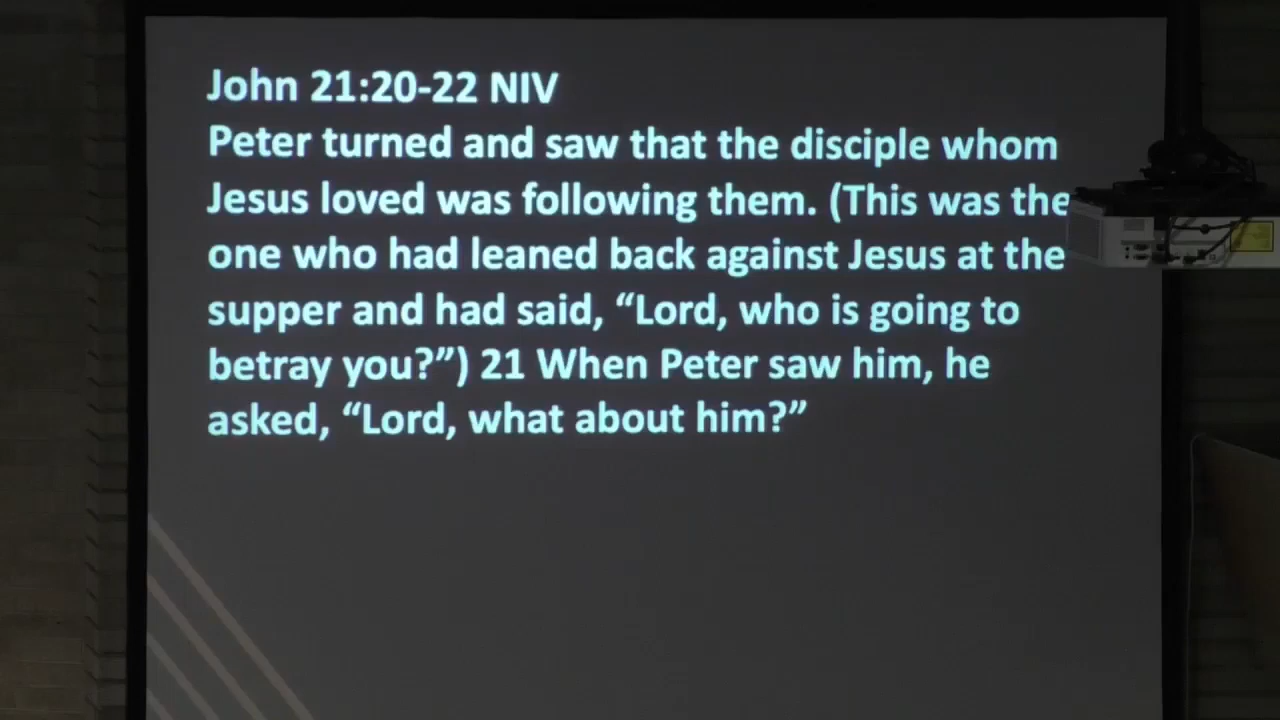 John 21:20-22 NIV
Peter turned and saw that the disciple whom
Jesus loved was following them. (This was the
one who had leaned back against Jesus at the
supper and had said, “Lord, who is going to
betray you?”) 21 When Peter saw him, he
asked, “Lord, what about him?”